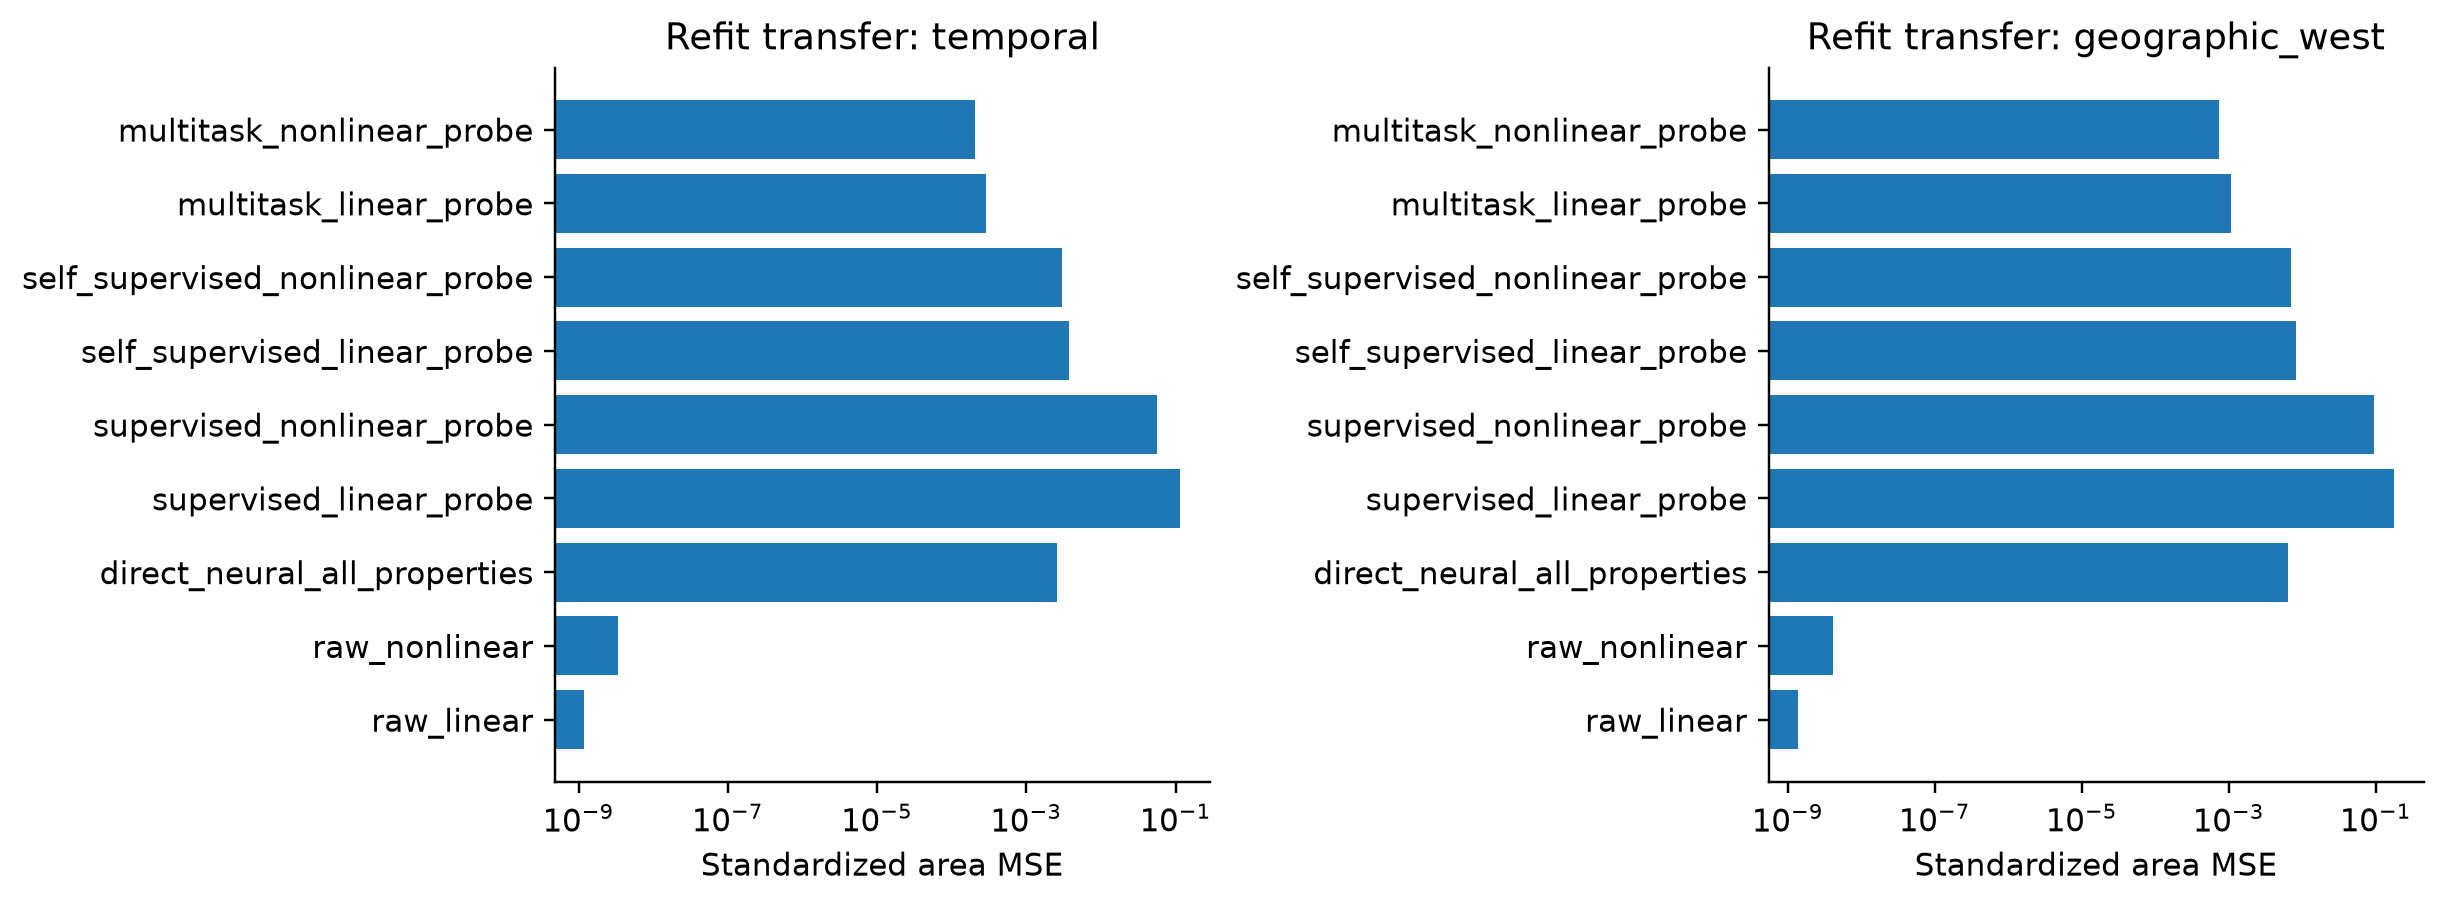 Refit transfer: temporal
multitask_nonlinear_probe
multitask_linear_probe
self_supervised_nonlinear_probe
self_supervised_linear_probe
supervised_nonlinear_probe
supervised_linear_probe
direct_neural_all_properties
raw_nonlinear
raw_linear
10⁻⁹ 10⁻⁷ 10⁻⁵ 10⁻³ 10⁻¹
Standardized area MSE
Refit transfer: geographic_west
multitask_nonlinear_probe
multitask_linear_probe
self_supervised_nonlinear_probe
self_supervised_linear_probe
supervised_nonlinear_probe
supervised_linear_probe
direct_neural_all_properties
raw_nonlinear
raw_linear
10⁻⁹ 10⁻⁷ 10⁻⁵ 10⁻³ 10⁻¹
Standardized area MSE